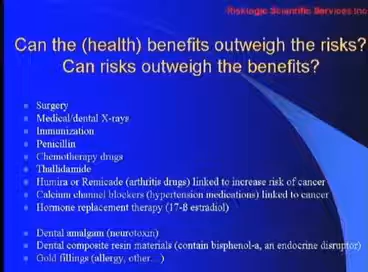 Risklogic Scientific Services Inc
Can the (health) benefits outweigh the risks?
Can risks outweigh the benefits?
Surgery
Medical/dental X-rays
Immunization
Penicillin
Chemotherapy drugs
Thallidamide
Humira or Remicade (arthritis drugs) linked to increase risk of cancer
Calcium channel blockers (hypertension medications) linked to cancer
Hormone replacement therapy (17-ß estradiol)
Dental amalgam (neurotoxin)
Dental composite resin materials (contain bisphenol-a, an endocrine disruptor)
Gold fillings (allergy, other…)